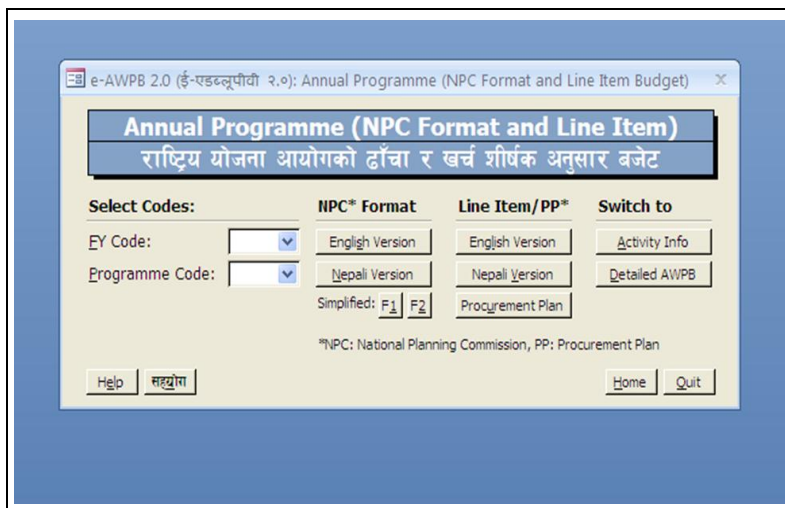 e-AWPB 2.0 (ई-एडब्लूपीवी २.०): Annual Programme (NPC Format and Line Item Budget)
Annual Programme (NPC Format and Line Item)
राष्ट्रिय योजना आयोगको ढाँचा र खर्च शीर्षक अनुसार बजेट
Select Codes: NPC* Format Line Item/PP* Switch to
FY Code: English Version English Version Activity Info
Programme Code: Nepali Version Nepali Version Detailed AWPB
Simplified: F1 F2 Procurement Plan
*NPC: National Planning Commission, PP: Procurement Plan
Help सहयोग Home Quit